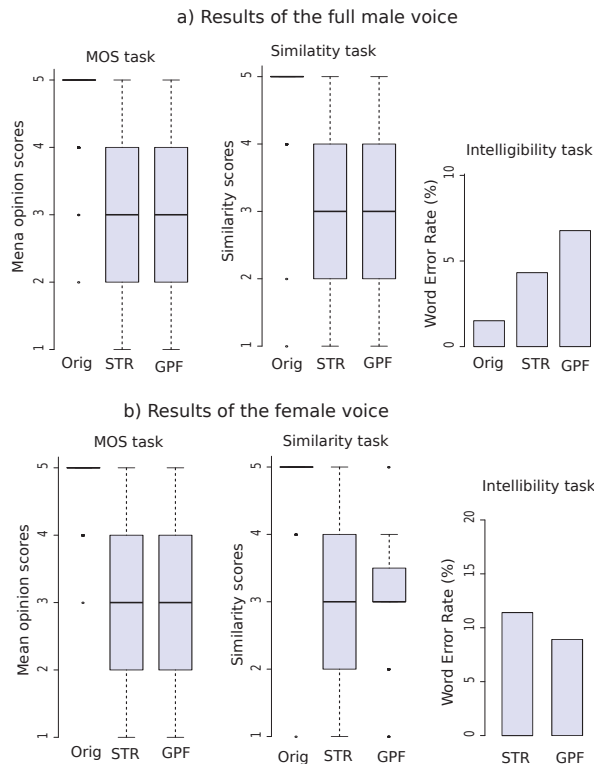 a) Results of the full male voice
MOS task
Mena opinion scores
1 2 3 4 5
Orig STR GPF
Similatity task
Similarity scores
1 2 3 4 5
Orig STR GPF
Intelligibility task
Word Error Rate (%)
0 5 10
Orig STR GPF
b) Results of the female voice
MOS task
Mean opinion scores
1 2 3 4 5
Orig STR GPF
Similarity task
Similarity scores
1 2 3 4 5
Orig STR GPF
Intellibility task
Word Error Rate (%)
0 5 10 15 20
STR GPF